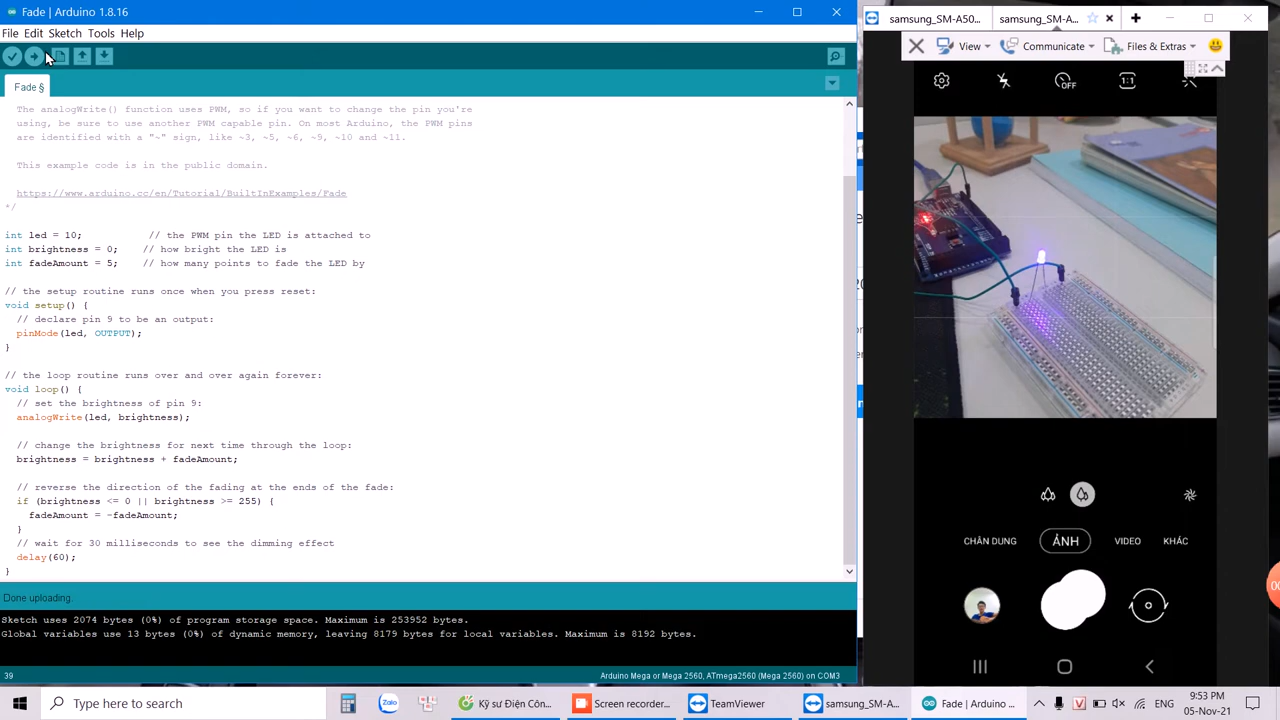 Fade | Arduino 1.8.16
File Edit Sketch Tools Help
Fade §
The analogWrite() function uses PWM, so if you want to change the pin you're
using, be sure to use another PWM capable pin. On most Arduino, the PWM pins
are identified with a "~" sign, like ~3, ~5, ~6, ~9, ~10 and ~11.
This example code is in the public domain.
https://www.arduino.cc/en/Tutorial/BuiltInExamples/Fade
*/
int led = 10; // the PWM pin the LED is attached to
int brightness = 0; // how bright the LED is
int fadeAmount = 5; // how many points to fade the LED by
// the setup routine runs once when you press reset:
void setup() {
// declare pin 9 to be an output:
pinMode(led, OUTPUT);
}
// the loop routine runs over and over again forever:
void loop() {
// set the brightness of pin 9:
analogWrite(led, brightness);
// change the brightness for next time through the loop:
brightness = brightness + fadeAmount;
// reverse the direction of the fading at the ends of the fade:
if (brightness <= 0 || brightness >= 255) {
fadeAmount = -fadeAmount;
}
// wait for 30 milliseconds to see the dimming effect
delay(60);
}
Done uploading.
Sketch uses 2074 bytes (0%) of program storage space. Maximum is 253952 bytes.
Global variables use 13 bytes (0%) of dynamic memory, leaving 8179 bytes for local variables. Maximum is 8192 bytes.
39 Arduino Mega or Mega 2560, ATmega2560 (Mega 2560) on COM3
samsung_SM-A50... samsung_SM-A...
View Communicate Files & Extras
OFF 1:1
CHÂN DUNG ẢNH VIDEO KHÁC
Type here to search
Zalo
Kỹ sư Điện Côn...
Screen recorder...
TeamViewer
samsung_SM-A...
Fade | Arduino ...
V
ENG
9:53 PM
05-Nov-21